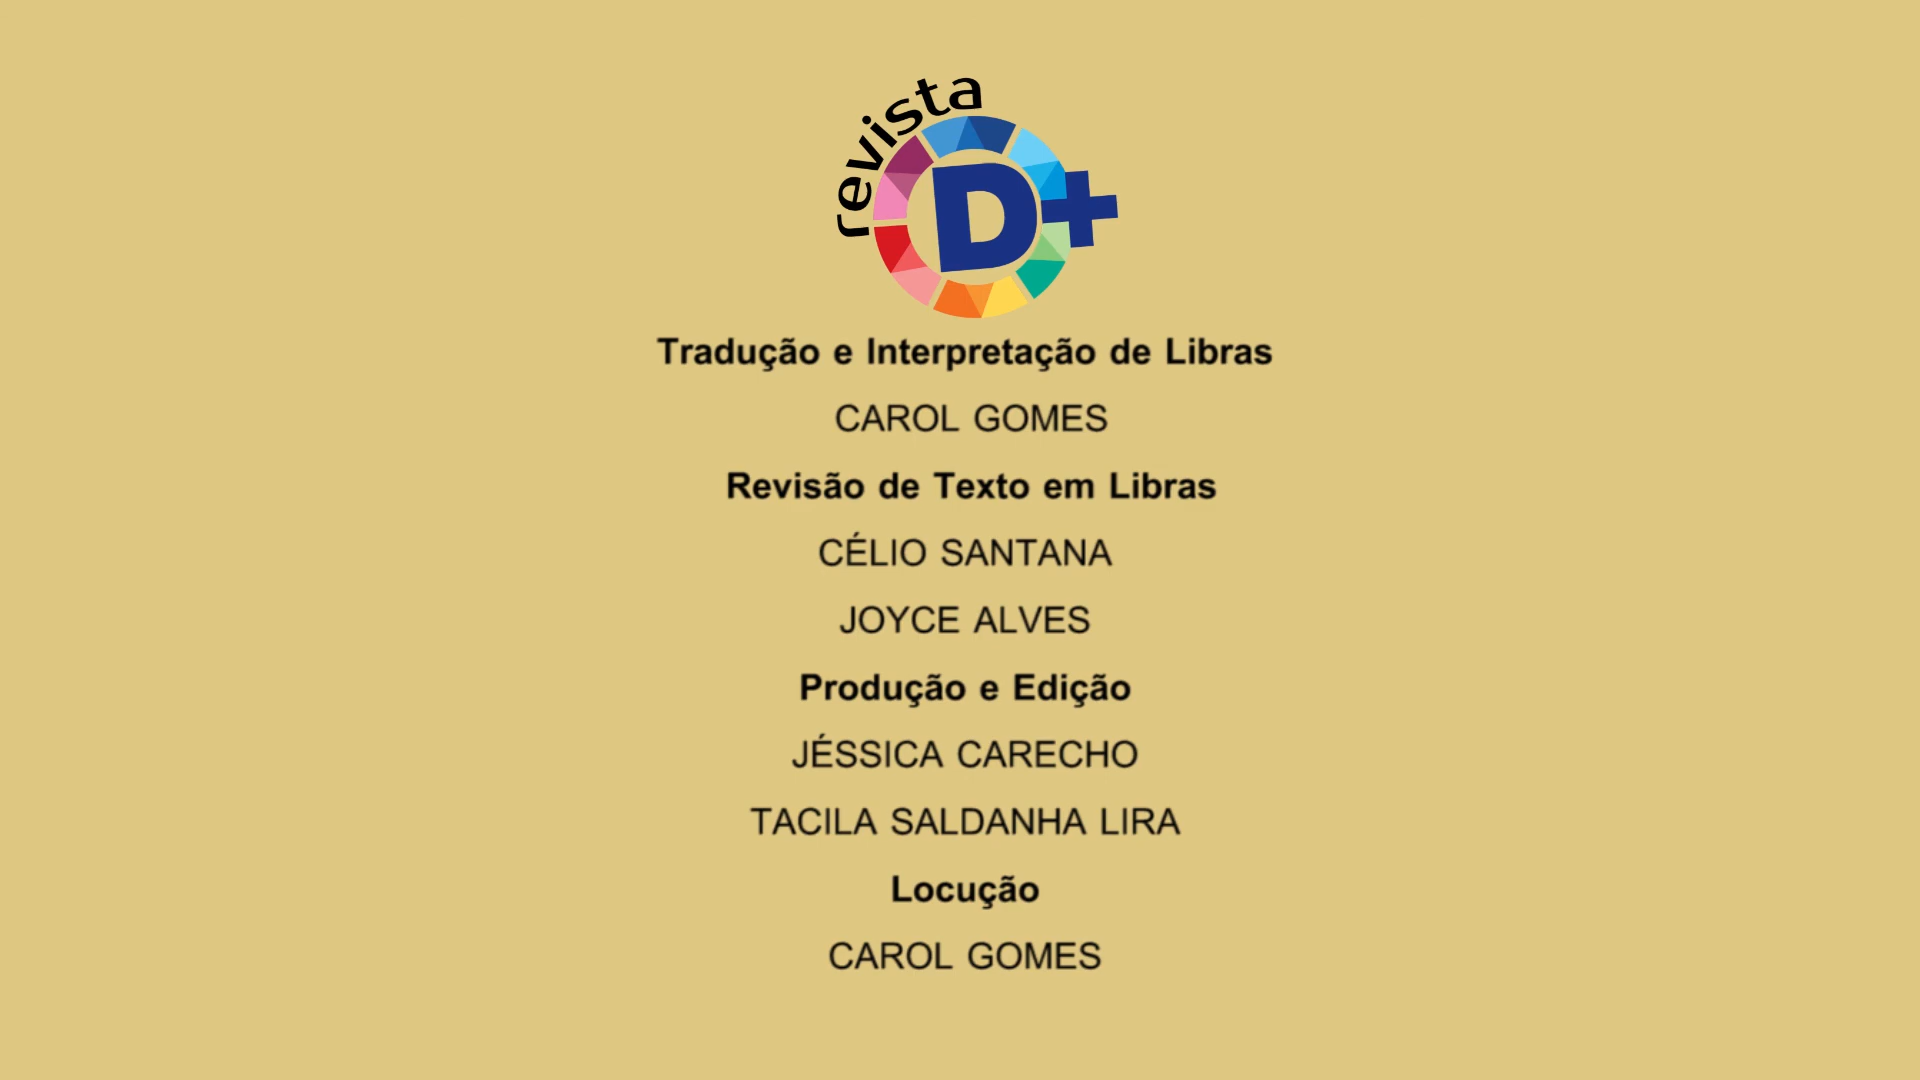 revista
D+
Tradução e Interpretação de Libras
CAROL GOMES
Revisão de Texto em Libras
CÉLIO SANTANA
JOYCE ALVES
Produção e Edição
JÉSSICA CARECHO
TACILA SALDANHA LIRA
Locução
CAROL GOMES